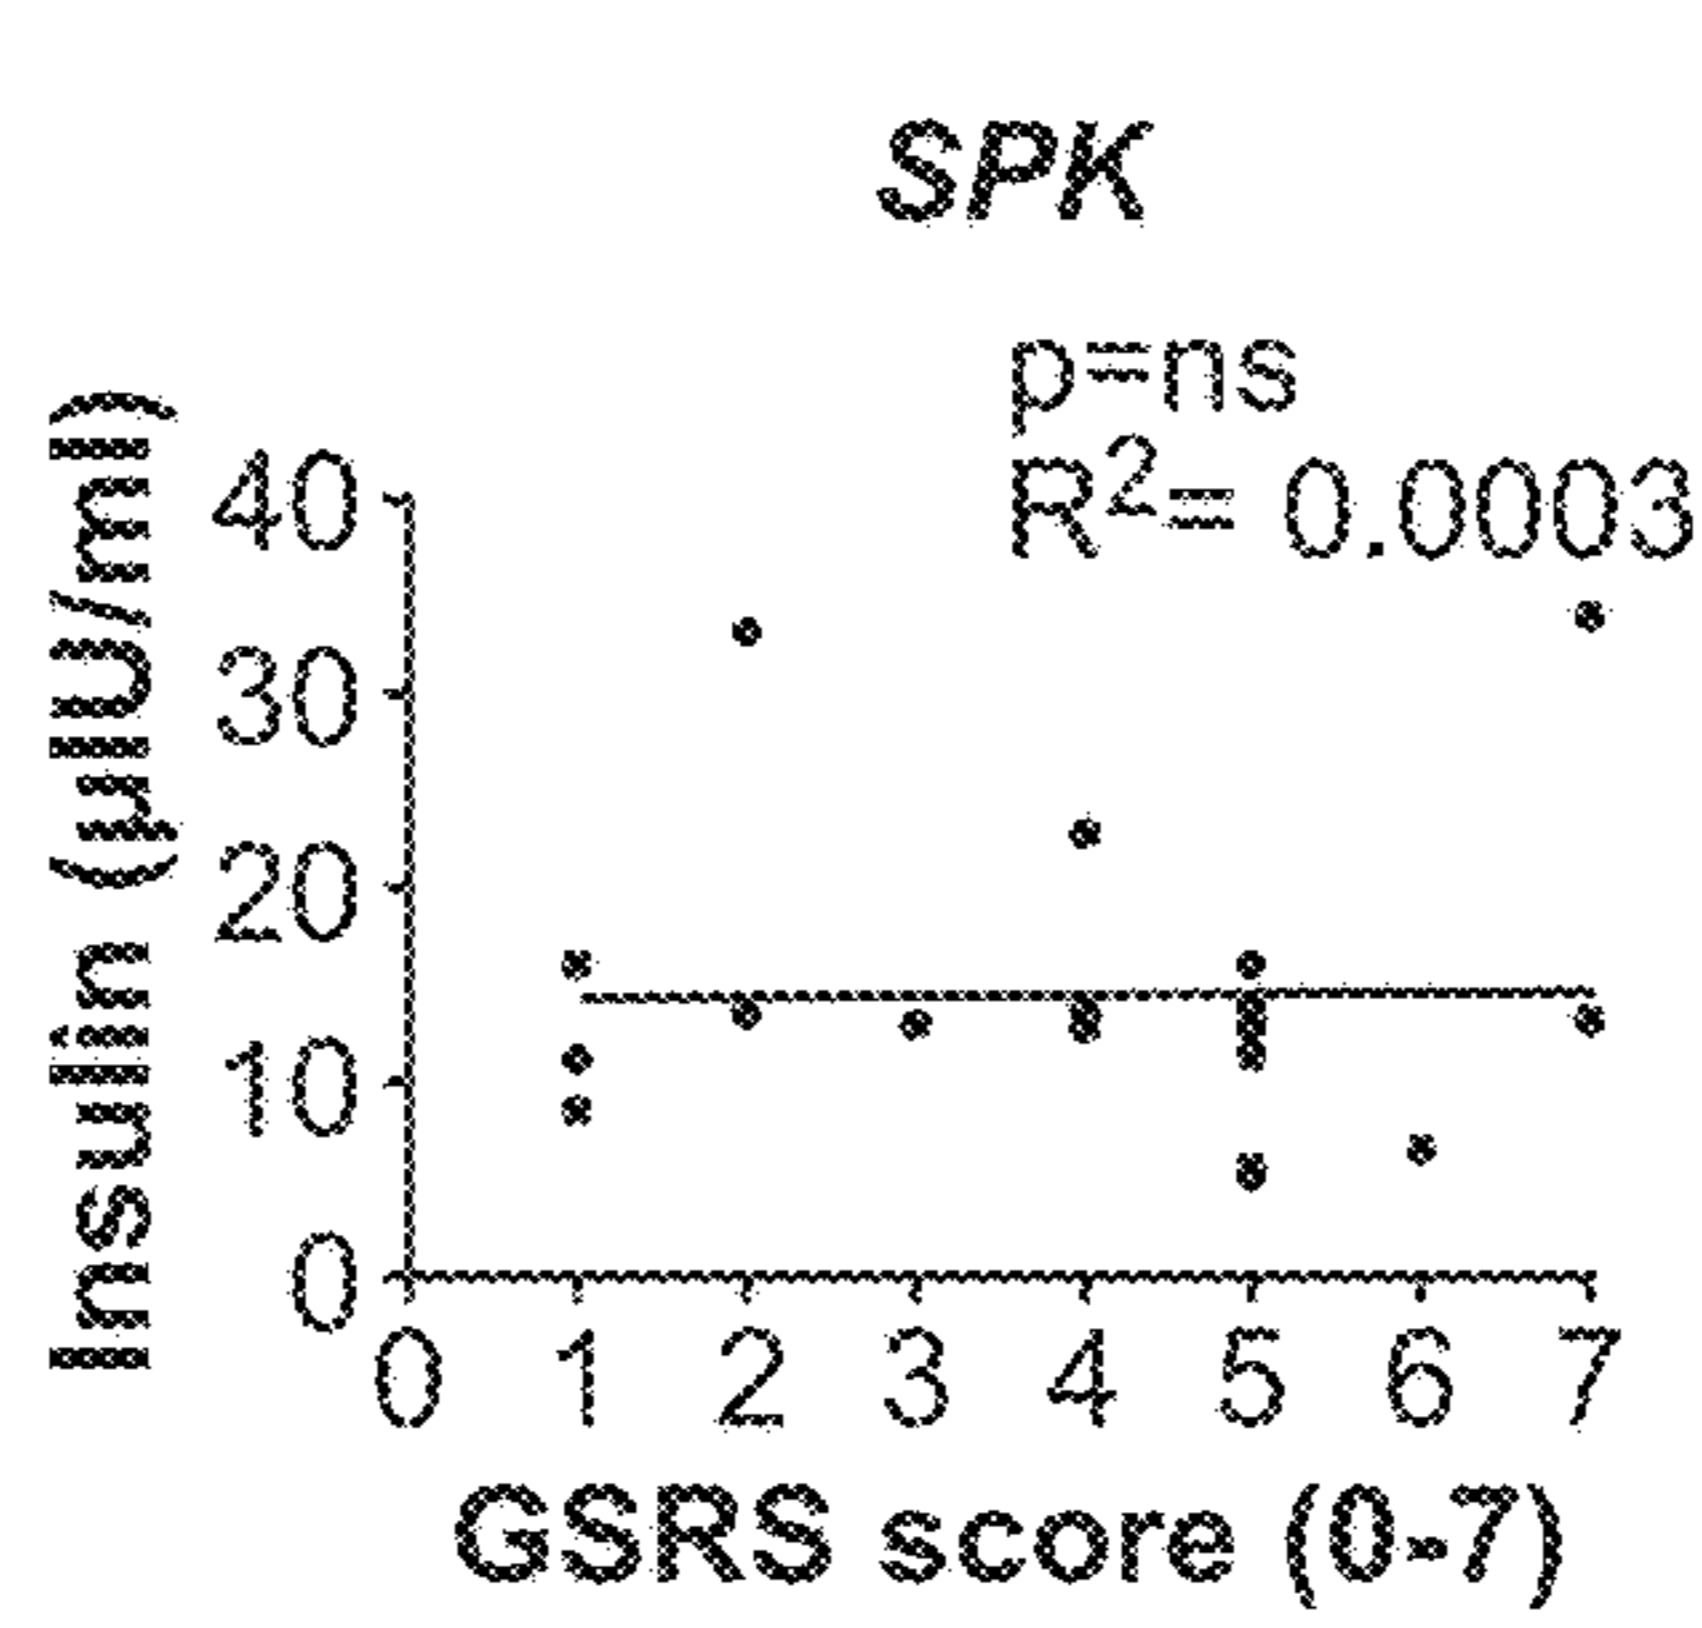 SPK
p=ns
R²= 0.0003
Insulin (µIU/ml)
40
30
20
10
0
0 1 2 3 4 5 6 7
GSRS score (0-7)